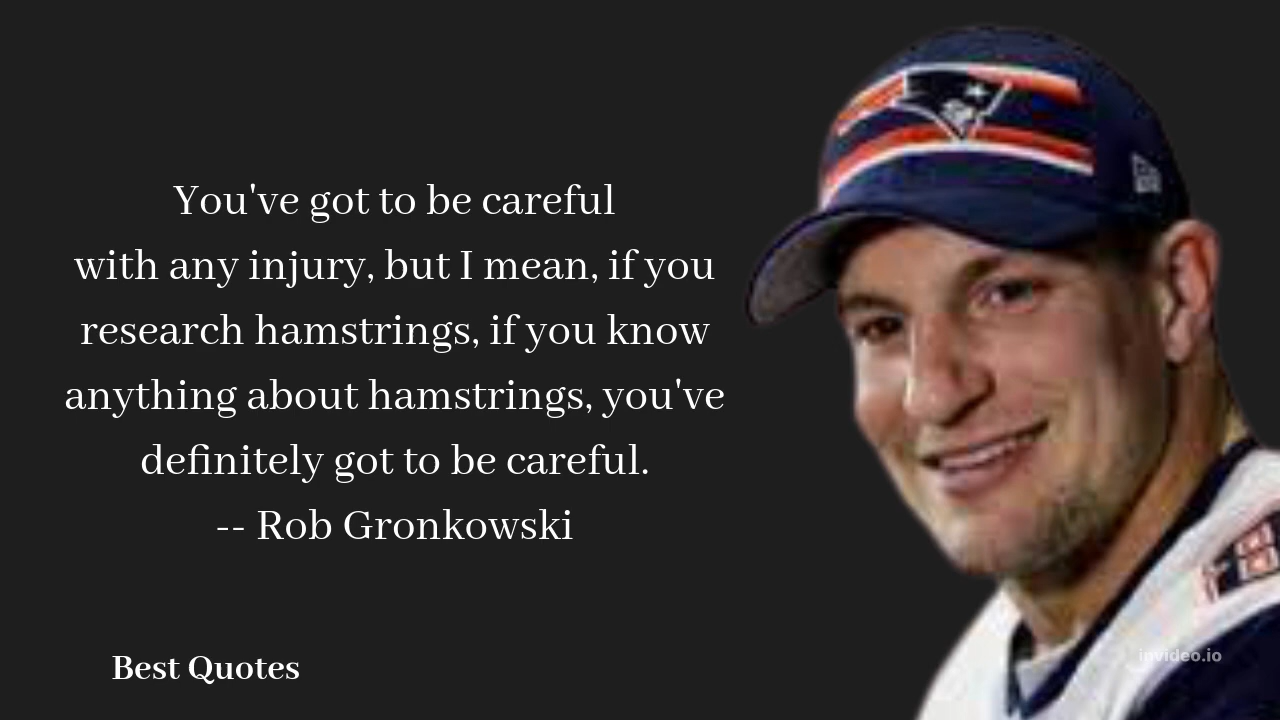 You've got to be careful
with any injury, but I mean, if you
research hamstrings, if you know
anything about hamstrings, you've
definitely got to be careful.
-- Rob Gronkowski
Best Quotes
invideo.io